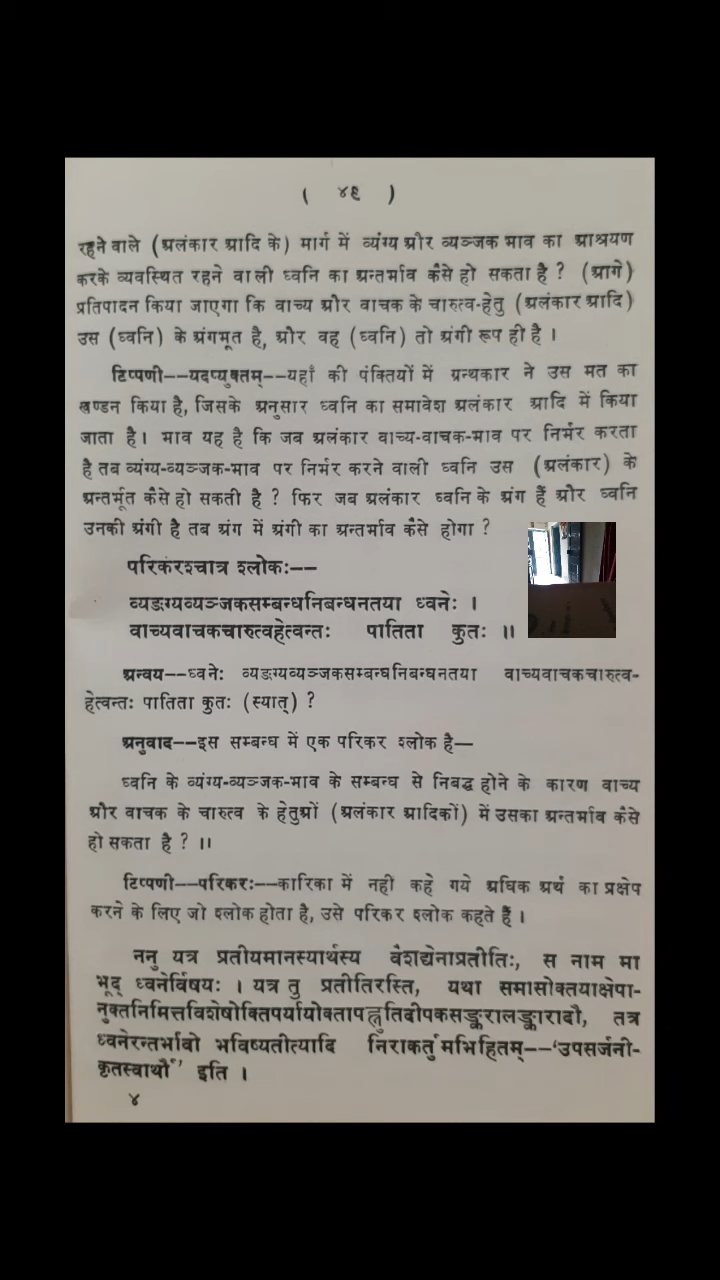 ( ४९ )
रहने वाले (अलंकार आदि के) मार्ग में व्यंग्य और व्यञ्जक भाव का आश्रयण
करके व्यवस्थित रहने वाली ध्वनि का अन्तर्भाव कैसे हो सकता है ? (आगे)
प्रतिपादन किया जाएगा कि वाच्य और वाचक के चारुत्व-हेतु (अलंकार आदि)
उस (ध्वनि) के अंगभूत है, और वह (ध्वनि) तो अंगी रूप ही है ।
टिप्पणी--यदप्युक्तम्--यहाँ की पंक्तियों में ग्रन्थकार ने उस मत का
खण्डन किया है, जिसके अनुसार ध्वनि का समावेश अलंकार आदि में किया
जाता है। भाव यह है कि जब अलंकार वाच्य-वाचक-भाव पर निर्भर करता
है तब व्यंग्य-व्यञ्जक-भाव पर निर्भर करने वाली ध्वनि उस (अलंकार) के
अन्तर्भूत कैसे हो सकती है ? फिर जब अलंकार ध्वनि के अंग हैं और ध्वनि
उनकी अंगी है तब अंग में अंगी का अन्तर्भाव कैसे होगा ?
परिकरश्चात्र श्लोकः--
व्यङग्यव्यञ्जकसम्बन्धनिबन्धनतया ध्वनेः ।
वाच्यवाचकचारुत्वहेत्वन्तः पातिता कुतः ॥
अन्वय--ध्वनेः व्यङग्यव्यञ्जकसम्बन्धनिबन्धनतया वाच्यवाचकचारुत्व-
हेत्वन्तः पातिता कुतः (स्यात्) ?
अनुवाद--इस सम्बन्ध में एक परिकर श्लोक है—
ध्वनि के व्यंग्य-व्यञ्जक-भाव के सम्बन्ध से निबद्ध होने के कारण वाच्य
और वाचक के चारुत्व के हेतुओं (अलंकार आदिकों) में उसका अन्तर्भाव कैसे
हो सकता है ? ।।
टिप्पणी--परिकरः--कारिका में नही कहे गये अधिक अर्थ का प्रक्षेप
करने के लिए जो श्लोक होता है, उसे परिकर श्लोक कहते हैं ।
ननु यत्र प्रतीयमानस्यार्थस्य वैशद्येनाप्रतीतिः, स नाम मा
भूद् ध्वनेर्विषयः । यत्र तु प्रतीतिरस्ति, यथा समासोक्तयाक्षेपा-
नुक्तनिमित्तविशेषोक्तिपर्यायोक्तापह्नुतिदीपकसङ्करालङ्कारादौ, तत्र
ध्वनेरन्तर्भावो भविष्यतीत्यादि निराकर्तुमभिहितम्--'उपसर्जनी-
कृतस्वार्थौ' इति ।
४